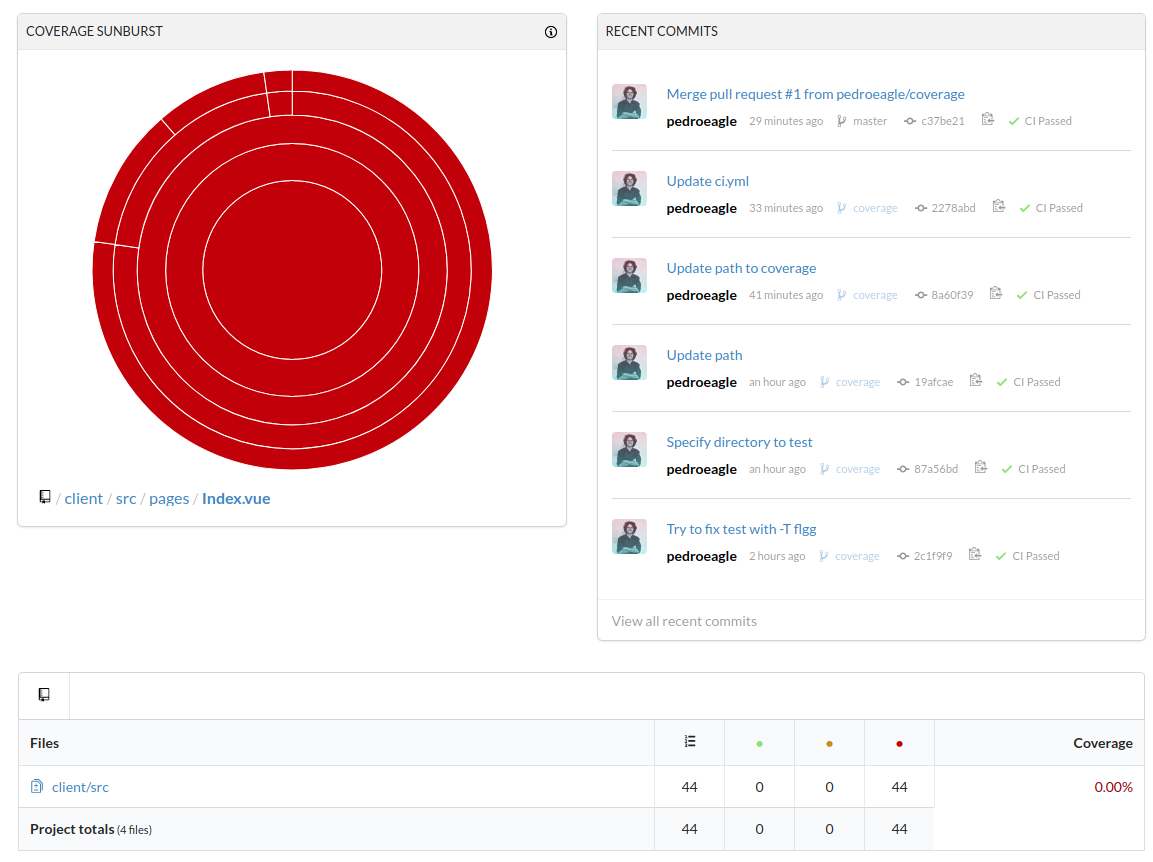 COVERAGE SUNBURST
/ client / src / pages / Index.vue
RECENT COMMITS
Merge pull request #1 from pedroeagle/coverage
pedroeagle 29 minutes ago master c37be21 CI Passed
Update ci.yml
pedroeagle 33 minutes ago coverage 2278abd CI Passed
Update path to coverage
pedroeagle 41 minutes ago coverage 8a60f39 CI Passed
Update path
pedroeagle an hour ago coverage 19afcae CI Passed
Specify directory to test
pedroeagle an hour ago coverage 87a56bd CI Passed
Try to fix test with -T flgg
pedroeagle 2 hours ago coverage 2c1f9f9 CI Passed
View all recent commits
Files Coverage
client/src 44 0 0 44 0.00%
Project totals (4 files) 44 0 0 44